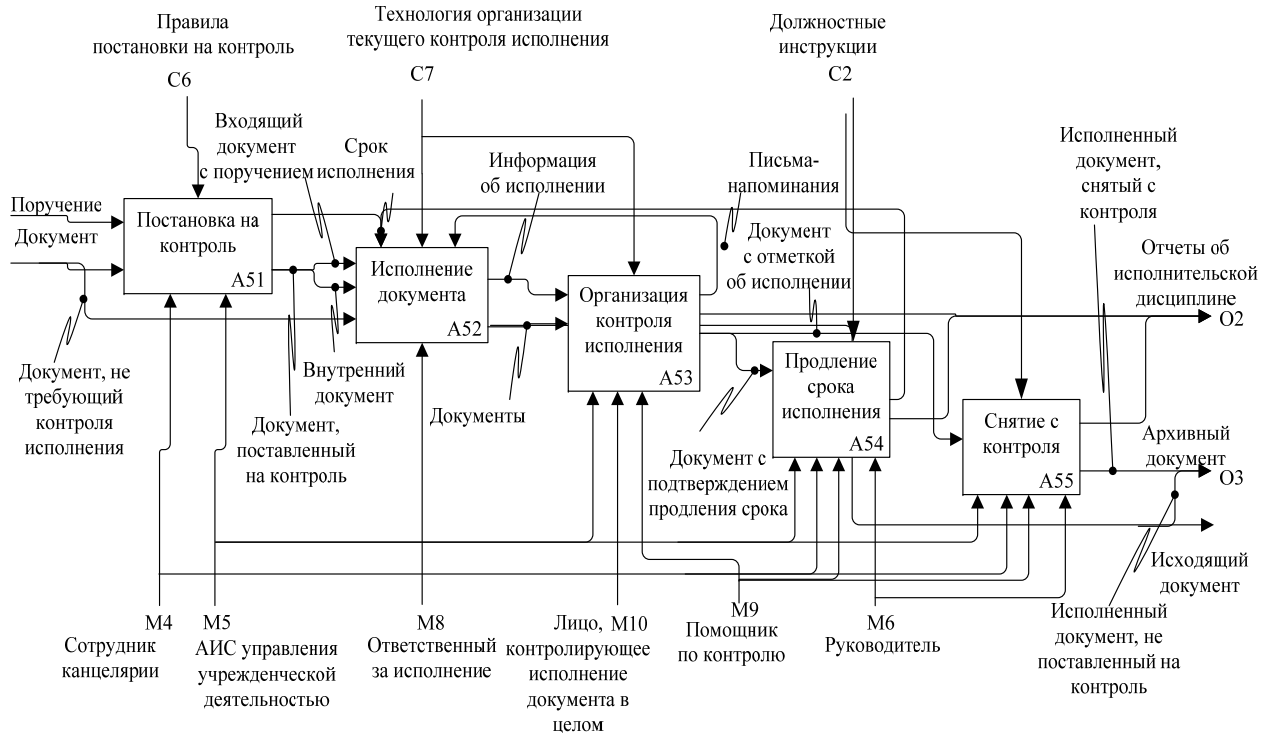 Правила
постановки на контроль
С6
Технология организации
текущего контроля исполнения
С7
Должностные
инструкции
С2
Входящий
документ
с поручением
Срок
исполнения
Информация
об исполнении
Письма-
напоминания
Исполненный
документ,
снятый с
контроля
Поручение
Документ
Постановка на
контроль
А51
Исполнение
документа
А52
Организация
контроля
исполнения
А53
Документ
с отметкой
об исполнении
Отчеты об
исполнительской
дисциплине
О2
Продление
срока
исполнения
А54
Снятие с
контроля
А55
Документ, не
требующий
контроля
исполнения
Внутренний
документ
Документ,
поставленный
на контроль
Документы
Документ с
подтверждением
продления срока
Архивный
документ
О3
Исходящий
документ
Исполненный
документ, не
поставленный на
контроль
М4
Сотрудник
канцелярии
М5
АИС управления
учрежденческой
деятельностью
М8
Ответственный
за исполнение
Лицо, М10
контролирующее
исполнение
документа в
целом
М9
Помощник
по контролю
М6
Руководитель